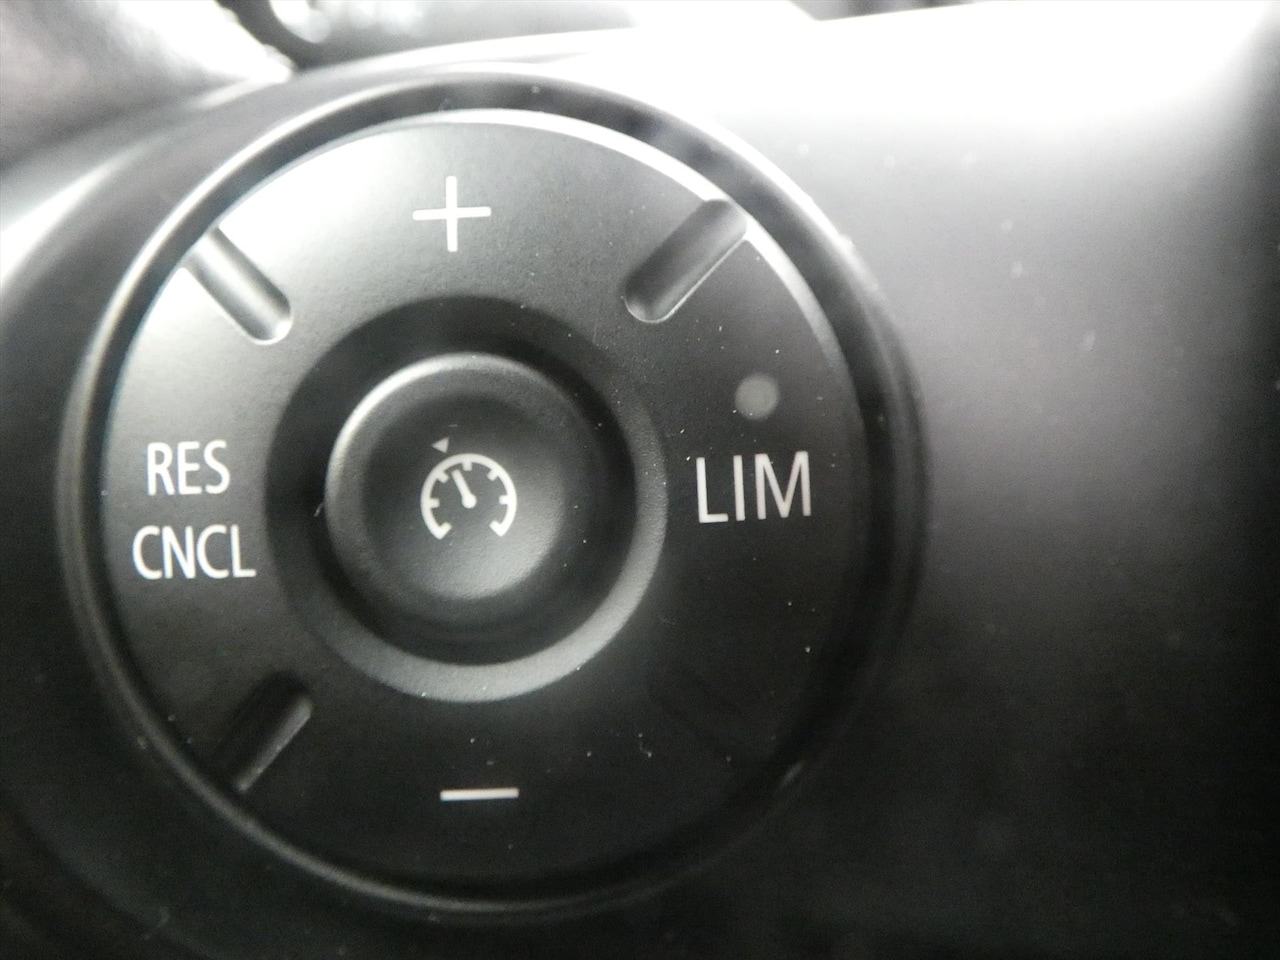 +
RES
CNCL
LIM
—